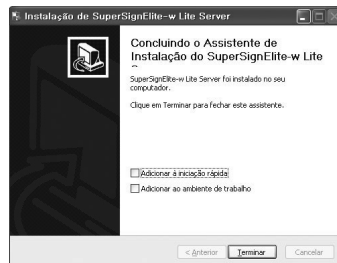 Instalação de SuperSignElite-w Lite Server
Concluindo o Assistente de
Instalação do SuperSignElite-w Lite
SuperSignElite-w Lite Server foi instalado no seu
computador.
Clique em Terminar para fechar este assistente.
Adicionar à iniciação rápida
Adicionar ao ambiente de trabalho
< Anterior
Terminar
Cancelar